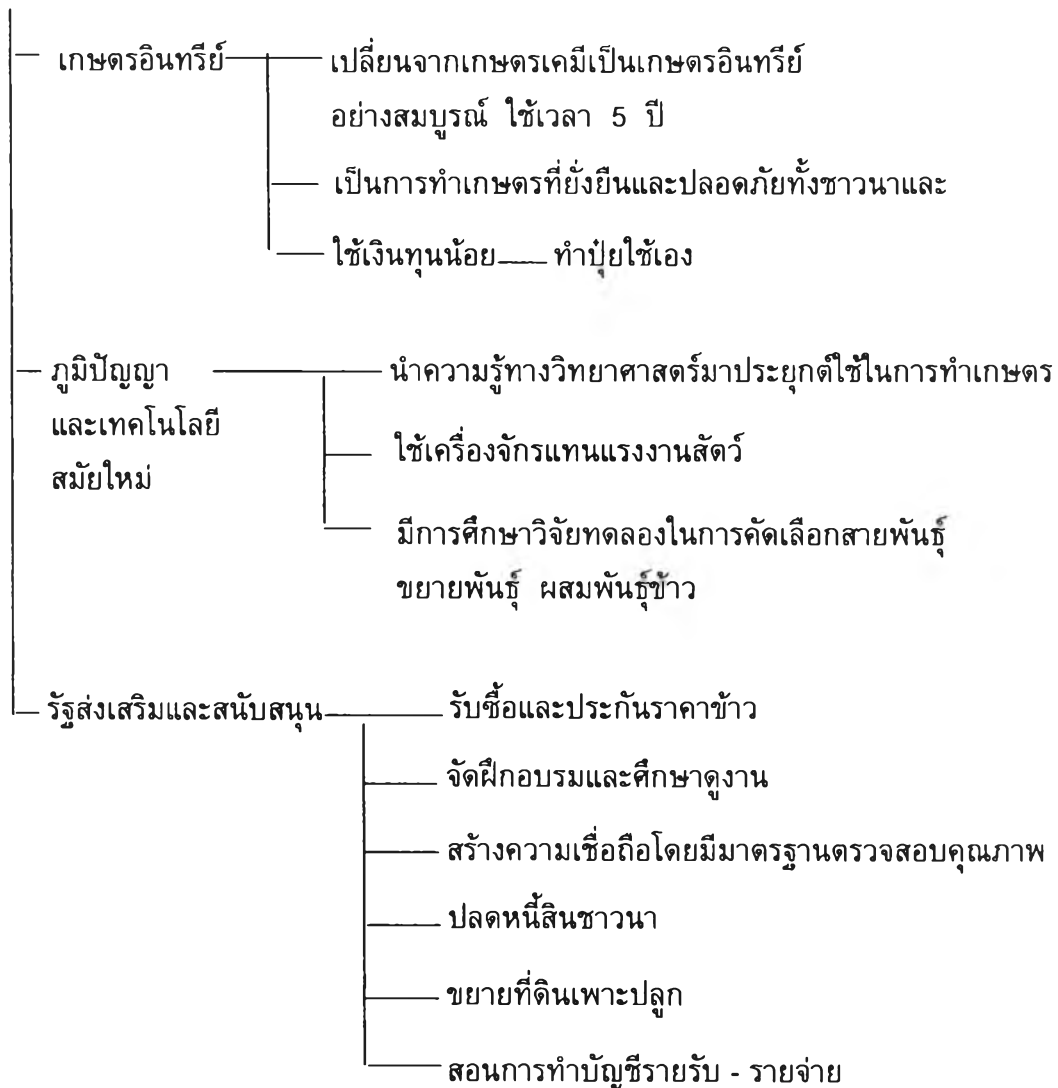 เกษตรอินทรีย์ เปลี่ยนจากเกษตรเคมีเป็นเกษตรอินทรีย์
อย่างสมบูรณ์ ใช้เวลา 5 ปี
เป็นการทำเกษตรที่ยั่งยืนและปลอดภัยทั้งชาวนาและ
ใช้เงินทุนน้อย ทำปุ๋ยใช้เอง
ภูมิปัญญา นำความรู้ทางวิทยาศาสตร์มาประยุกต์ใช้ในการทำเกษตร
และเทคโนโลยี
ใช้เครื่องจักรแทนแรงงานสัตว์
สมัยใหม่
มีการศึกษาวิจัยทดลองในการคัดเลือกสายพันธุ์
ขยายพันธุ์ ผสมพันธุ์ข้าว
รัฐส่งเสริมและสนับสนุน รับซื้อและประกันราคาข้าว
จัดฝึกอบรมและศึกษาดูงาน
สร้างความเชื่อถือโดยมีมาตรฐานตรวจสอบคุณภาพ
ปลดหนี้สินชาวนา
ขยายที่ดินเพาะปลูก
สอนการทำบัญชีรายรับ - รายจ่าย